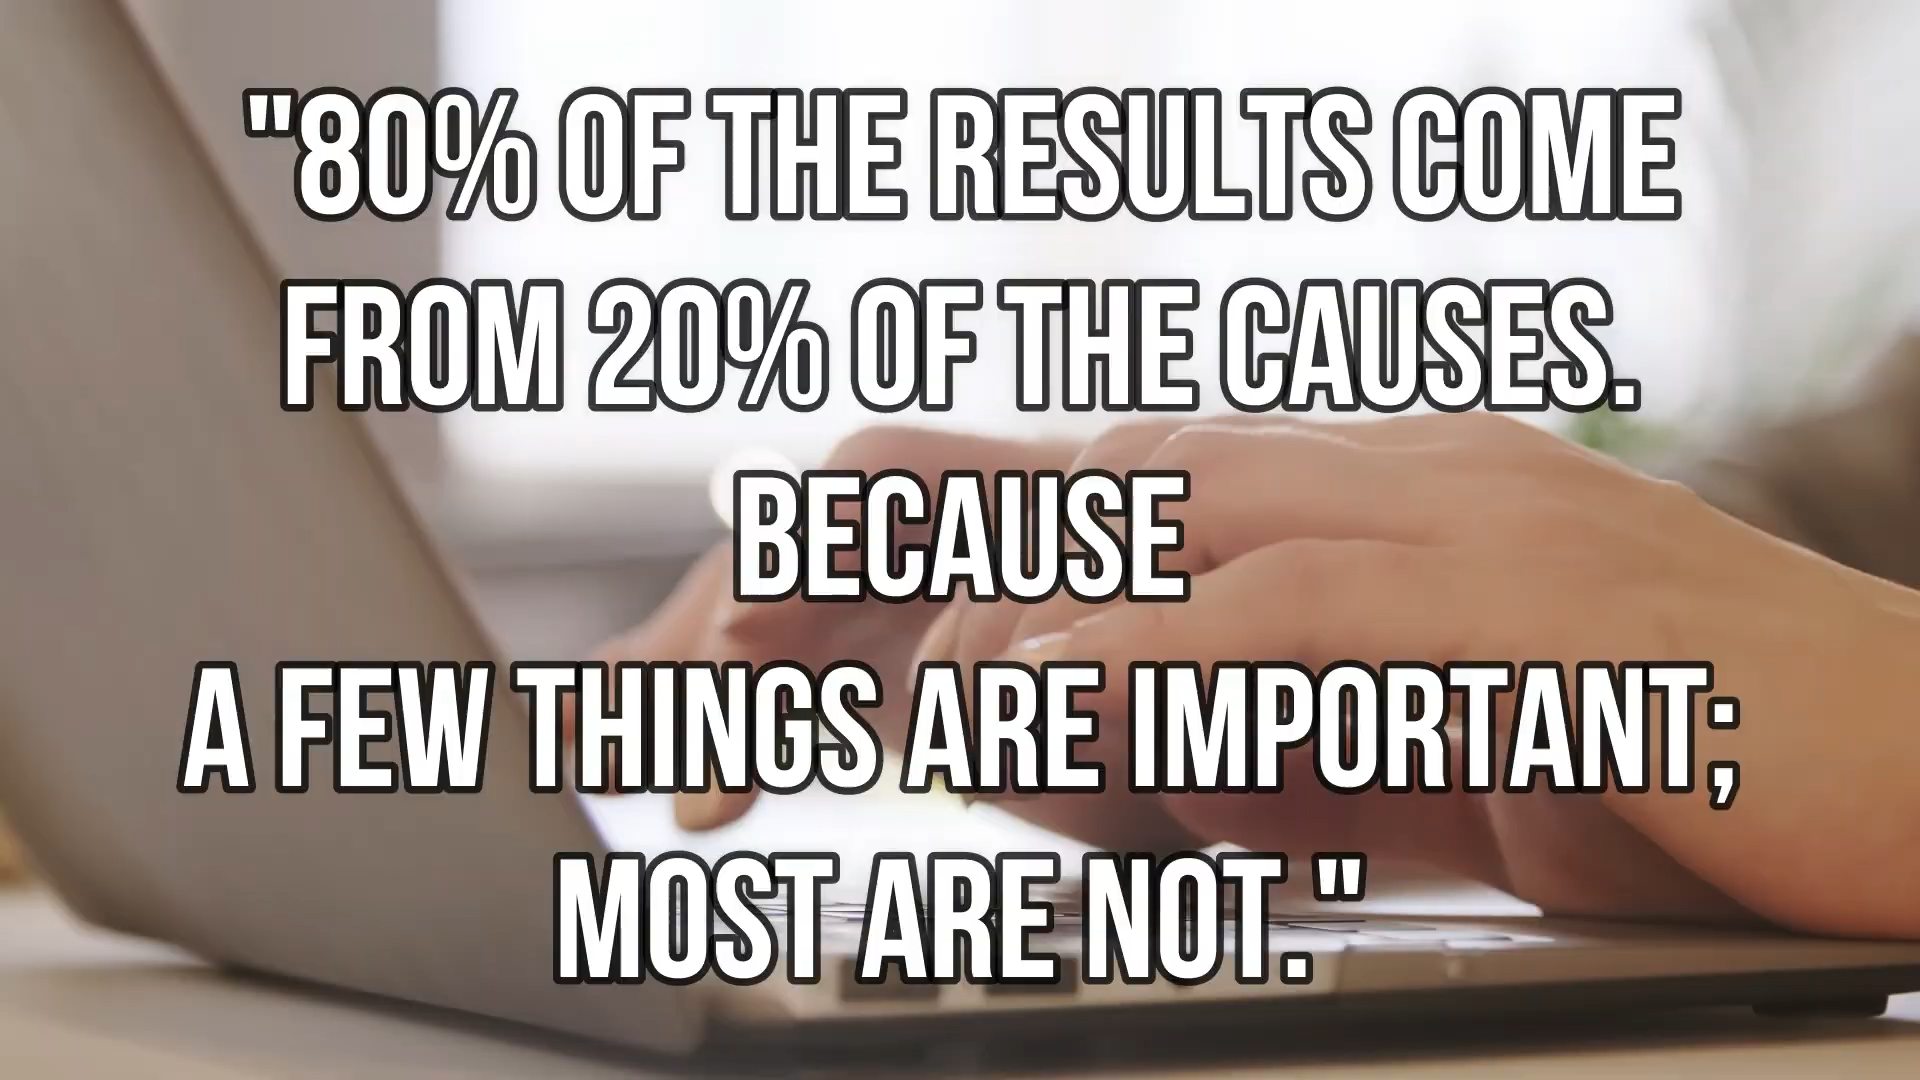 "80% OF THE RESULTS COME
FROM 20% OF THE CAUSES.
BECAUSE
A FEW THINGS ARE IMPORTANT;
MOST ARE NOT."